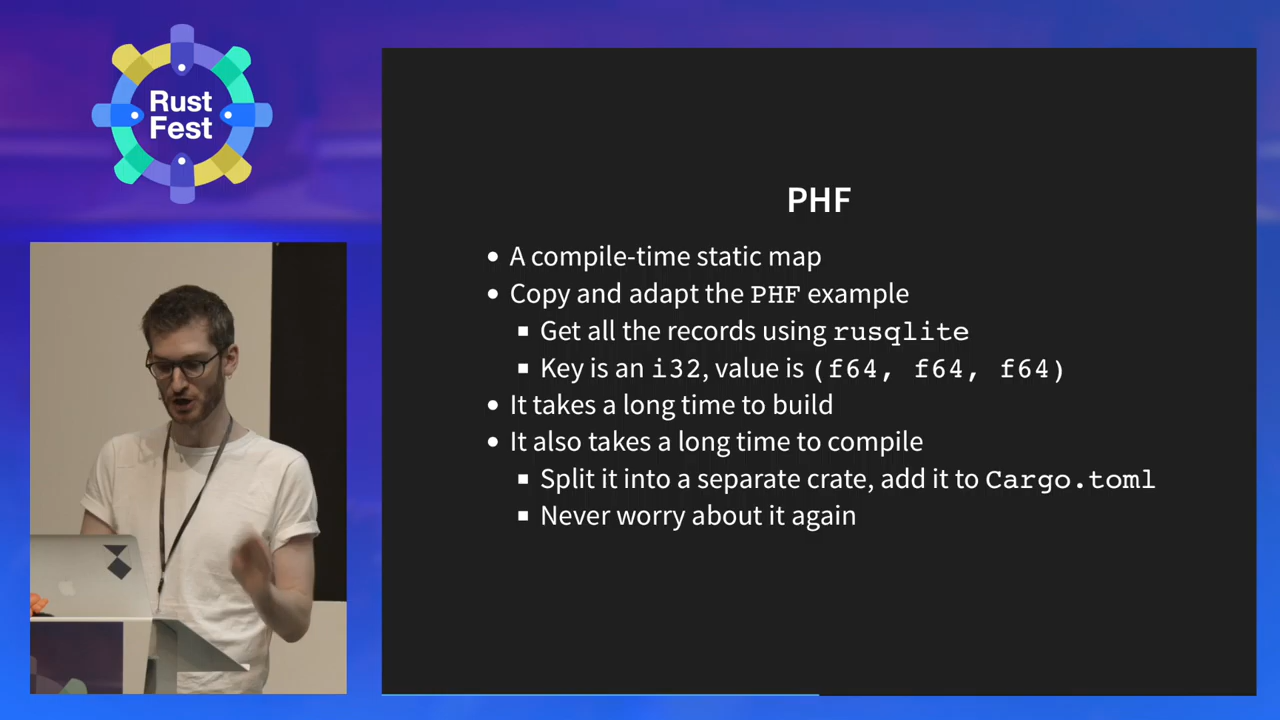 Rust
Fest
PHF
A compile-time static map
Copy and adapt the PHF example
Get all the records using rusqlite
Key is an i32, value is (f64, f64, f64)
It takes a long time to build
It also takes a long time to compile
Split it into a separate crate, add it to Cargo.toml
Never worry about it again